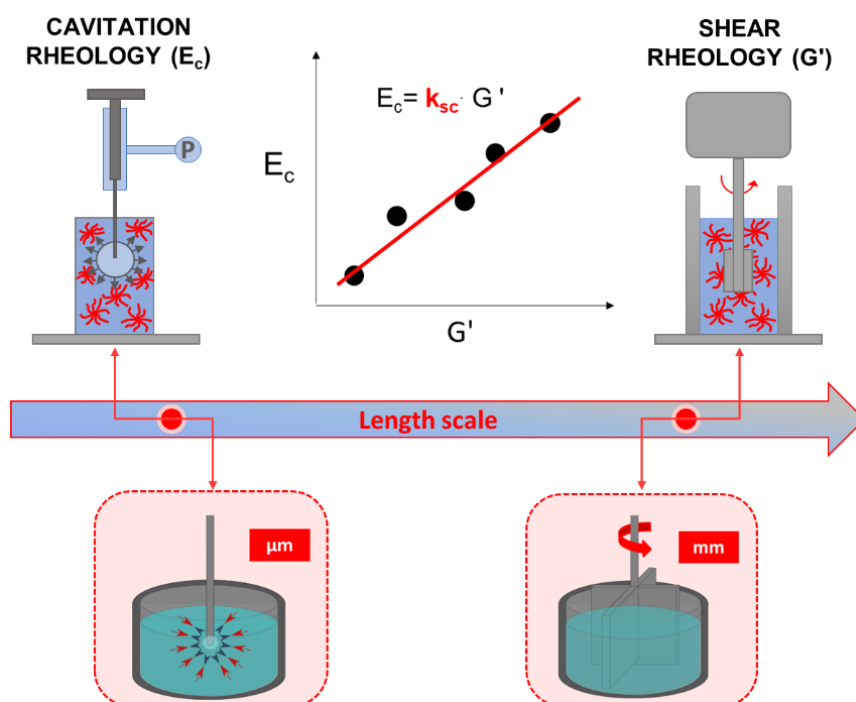 CAVITATION
RHEOLOGY (Ec)
SHEAR
RHEOLOGY (G')
P
Ec= ksc· G'
Ec
G'
Length scale
µm
mm